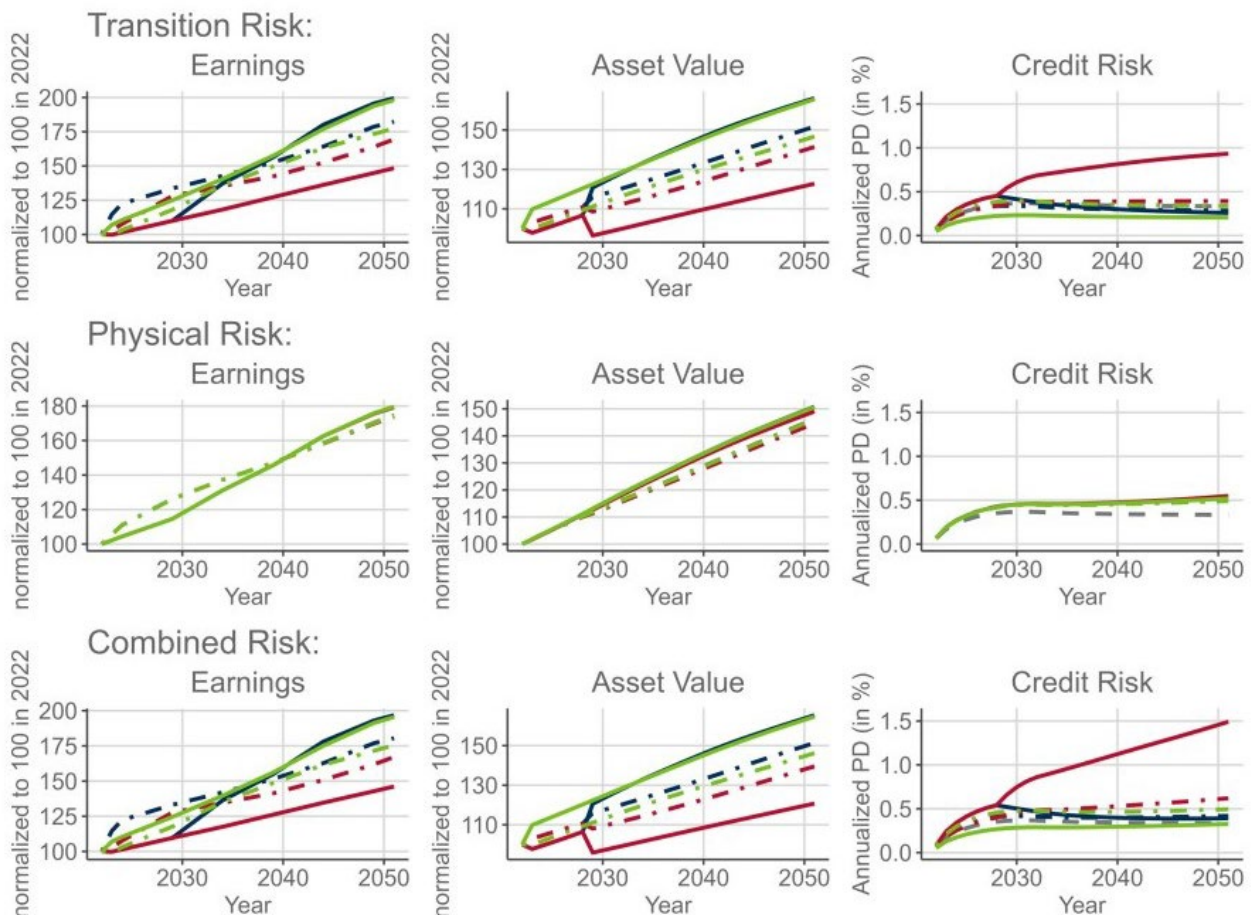 Transition Risk:
Earnings
Asset Value
Credit Risk
normalized to 100 in 2022
200
175
150
125
100
2030
2040
2050
Year
normalized to 100 in 2022
150
130
110
2030
2040
2050
Year
Annualized PD (in %)
1.5
1.0
0.5
0.0
2030
2040
2050
Year
Physical Risk:
Earnings
Asset Value
Credit Risk
normalized to 100 in 2022
180
160
140
120
100
2030
2040
2050
Year
normalized to 100 in 2022
150
140
130
120
110
100
2030
2040
2050
Year
Annualized PD (in %)
1.5
1.0
0.5
0.0
2030
2040
2050
Year
Combined Risk:
Earnings
Asset Value
Credit Risk
normalized to 100 in 2022
200
175
150
125
100
2030
2040
2050
Year
normalized to 100 in 2022
150
130
110
2030
2040
2050
Year
Annualized PD (in %)
1.5
1.0
0.5
0.0
2030
2040
2050
Year